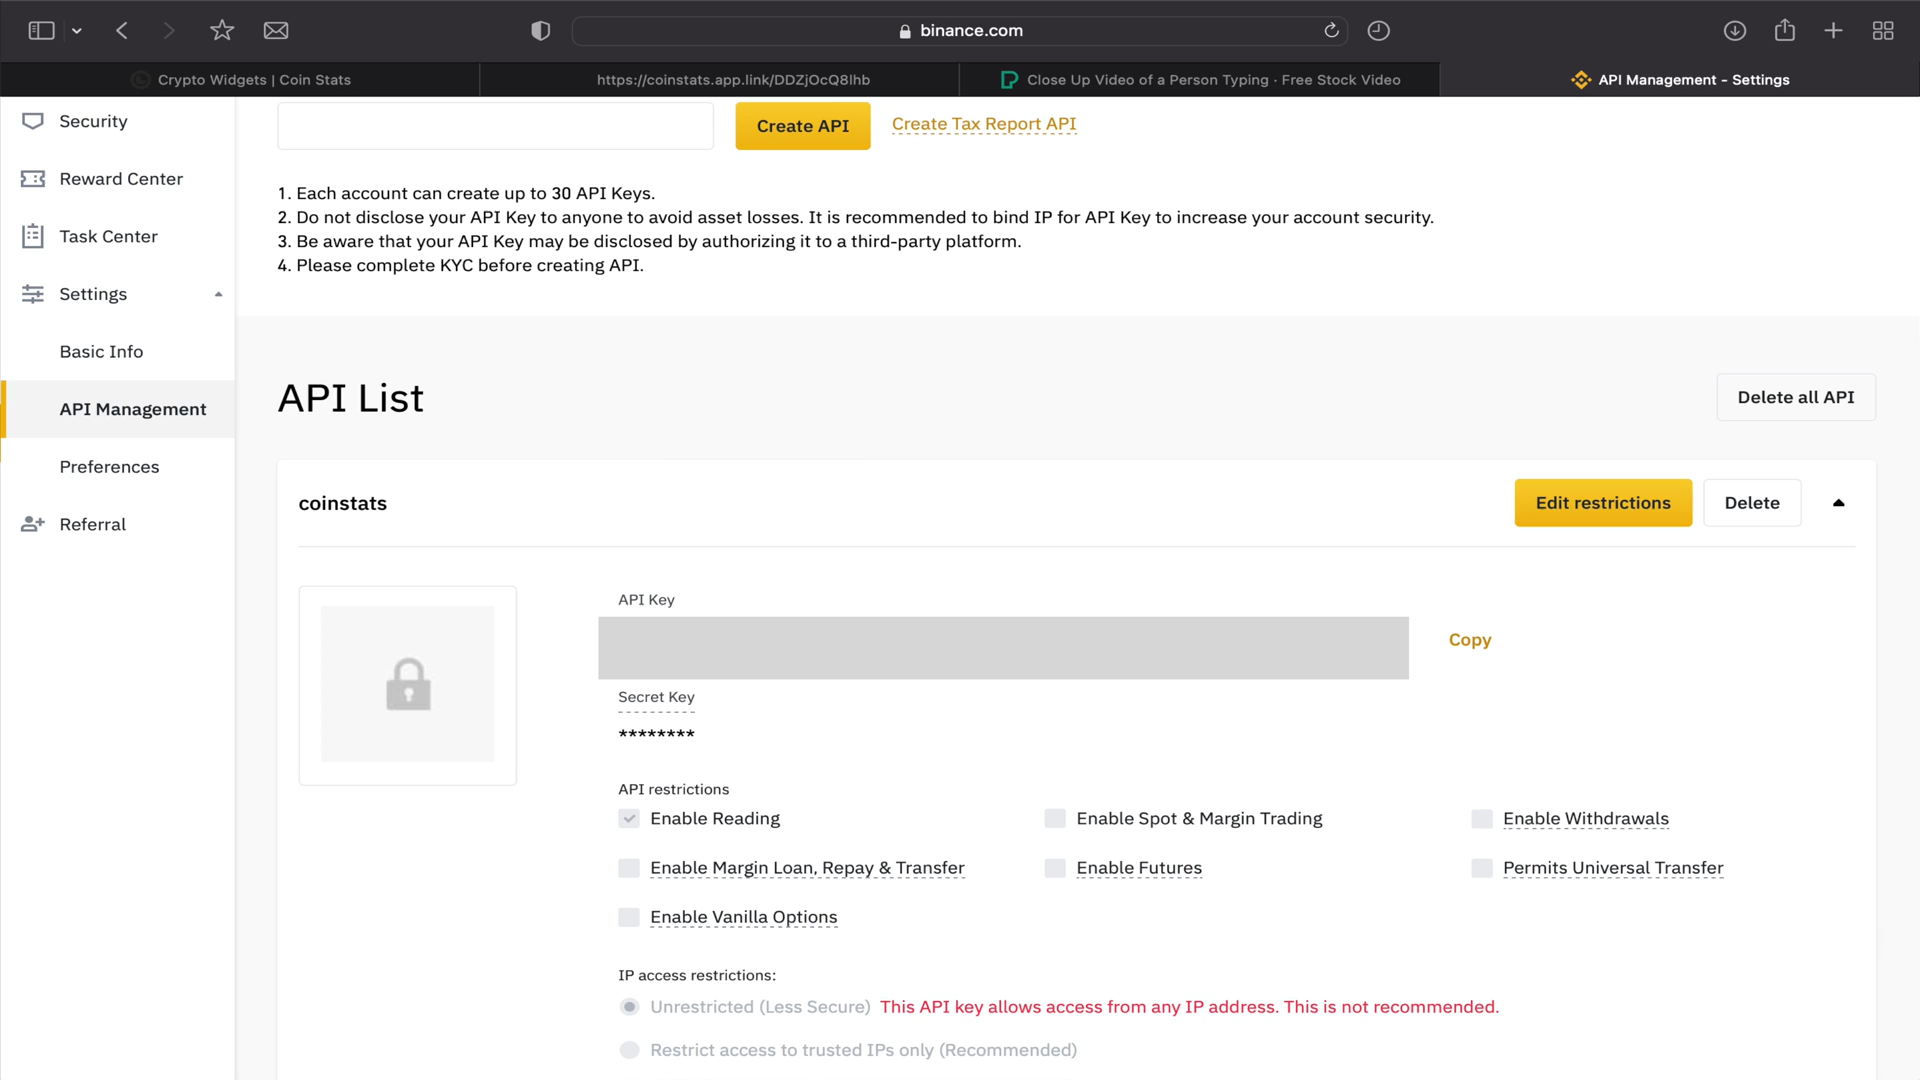 binance.com
Crypto Widgets | Coin Stats
https://coinstats.app.link/DDZjOcQ8lhb
Close Up Video of a Person Typing · Free Stock Video
API Management - Settings
Security
Reward Center
Task Center
Settings
Basic Info
API Management
Preferences
Referral
Create API
Create Tax Report API
1. Each account can create up to 30 API Keys.
2. Do not disclose your API Key to anyone to avoid asset losses. It is recommended to bind IP for API Key to increase your account security.
3. Be aware that your API Key may be disclosed by authorizing it to a third-party platform.
4. Please complete KYC before creating API.
API List
Delete all API
coinstats
Edit restrictions
Delete
API Key
Copy
Secret Key
********
API restrictions
Enable Reading
Enable Spot & Margin Trading
Enable Withdrawals
Enable Margin Loan, Repay & Transfer
Enable Futures
Permits Universal Transfer
Enable Vanilla Options
IP access restrictions:
Unrestricted (Less Secure) This API key allows access from any IP address. This is not recommended.
Restrict access to trusted IPs only (Recommended)